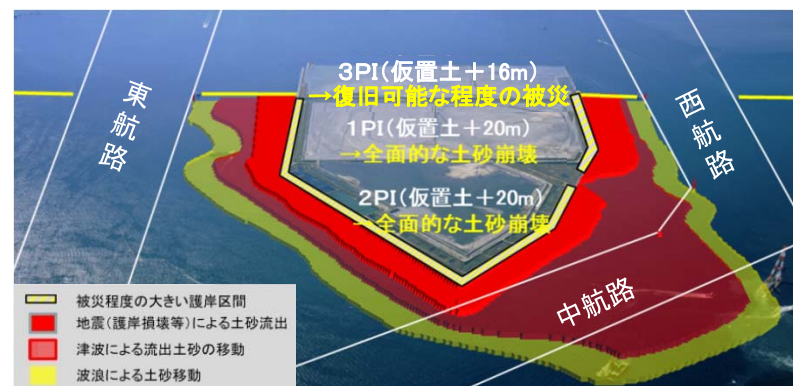 3PI(仮置土+16m)
→復旧可能な程度の被災
1PI(仮置土+20m)
→全面的な土砂崩壊
2PI(仮置土+20m)
→全面的な土砂崩壊
東航路
西航路
中航路
被災程度の大きい護岸区間
地震(護岸損壊等)による土砂流出
津波による流出土砂の移動
波浪による土砂移動